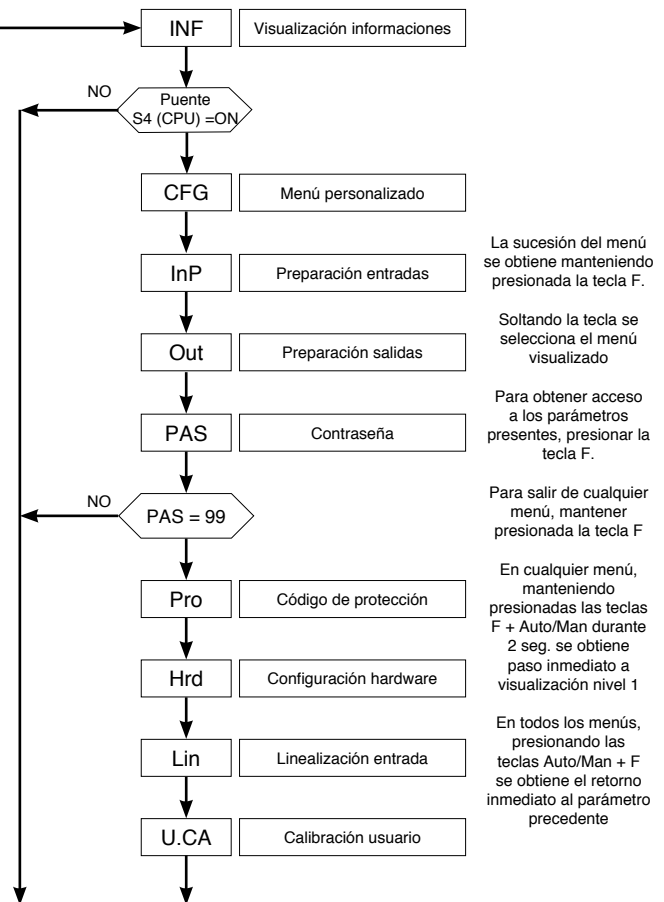 INF
Visualización informaciones
NO
Puente
S4 (CPU) =ON
CFG
Menú personalizado
InP
Preparación entradas
Out
Preparación salidas
PAS
Contraseña
NO
PAS = 99
Pro
Código de protección
Hrd
Configuración hardware
Lin
Linealización entrada
U.CA
Calibración usuario
La sucesión del menú
se obtiene manteniendo
presionada la tecla F.
Soltando la tecla se
selecciona el menú
visualizado
Para obtener acceso
a los parámetros
presentes, presionar la
tecla F.
Para salir de cualquier
menú, mantener
presionada la tecla F
En cualquier menú,
manteniendo
presionadas las teclas
F + Auto/Man durante
2 seg. se obtiene
paso inmediato a
visualización nivel 1
En todos los menús,
presionando las
teclas Auto/Man + F
se obtiene el retorno
inmediato al parámetro
precedente